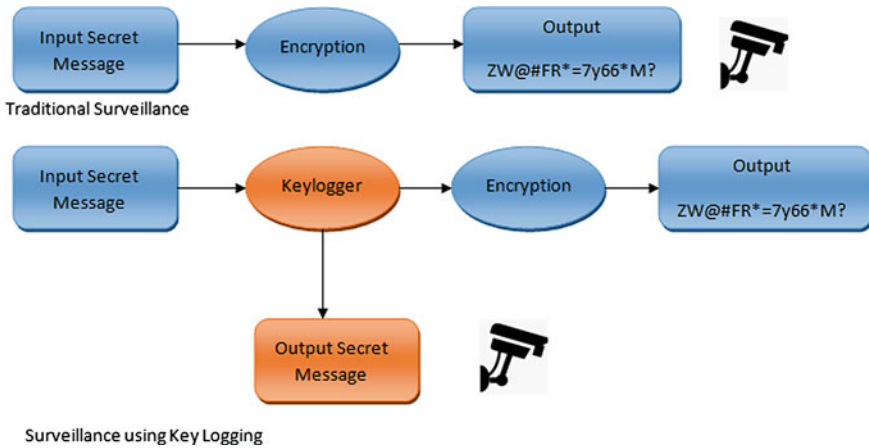 Input Secret
Message
Encryption
Output
ZW@#FR*=7y66*M?
Traditional Surveillance
Input Secret
Message
Keylogger
Encryption
Output
ZW@#FR*=7y66*M?
Output Secret
Message
Surveillance using Key Logging